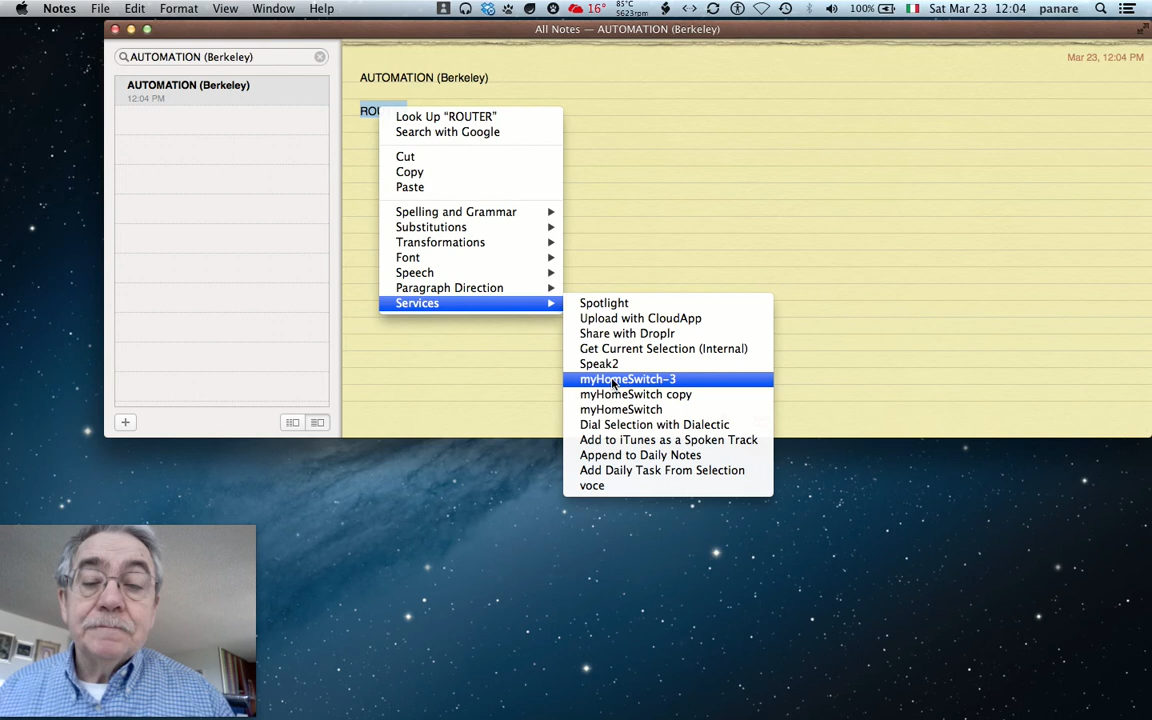 Notes File Edit Format View Window Help 16° 85°C 5623rpm 100% Sat Mar 23 12:04 panare
All Notes — AUTOMATION (Berkeley)
AUTOMATION (Berkeley)
AUTOMATION (Berkeley)
12:04 PM
Mar 23, 12:04 PM
AUTOMATION (Berkeley)
Look Up "ROUTER"
Search with Google
Cut
Copy
Paste
Spelling and Grammar
Substitutions
Transformations
Font
Speech
Paragraph Direction
Services
Spotlight
Upload with CloudApp
Share with Droplr
Get Current Selection (Internal)
Speak2
myHomeSwitch-3
myHomeSwitch copy
myHomeSwitch
Dial Selection with Dialectic
Add to iTunes as a Spoken Track
Append to Daily Notes
Add Daily Task From Selection
voce